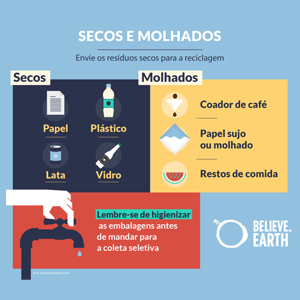 SECOS E MOLHADOS
Envie os resíduos secos para a reciclagem
Secos
Papel
Plástico
Lata
Vidro
Molhados
Coador de café
Papel sujo
ou molhado
Restos de comida
Lembre-se de higienizar
as embalagens antes
de mandar para
a coleta seletiva
BELIEVE.
EARTH